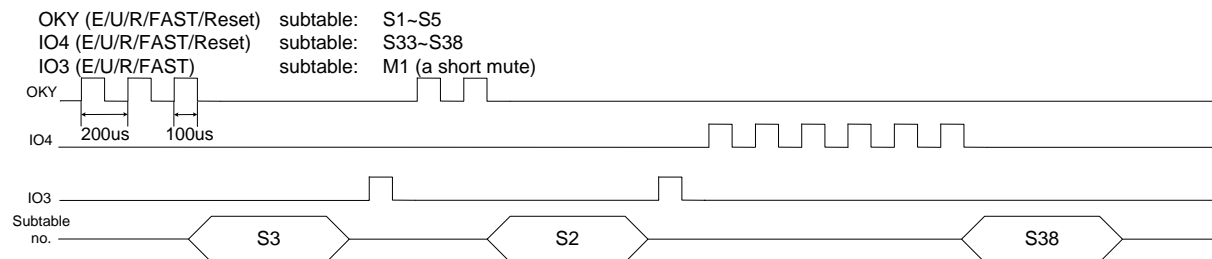 OKY (E/U/R/FAST/Reset) subtable: S1~S5
IO4 (E/U/R/FAST/Reset) subtable: S33~S38
IO3 (E/U/R/FAST) subtable: M1 (a short mute)
OKY
200us 100us
IO4
IO3
Subtable
no.
S3 S2 S38